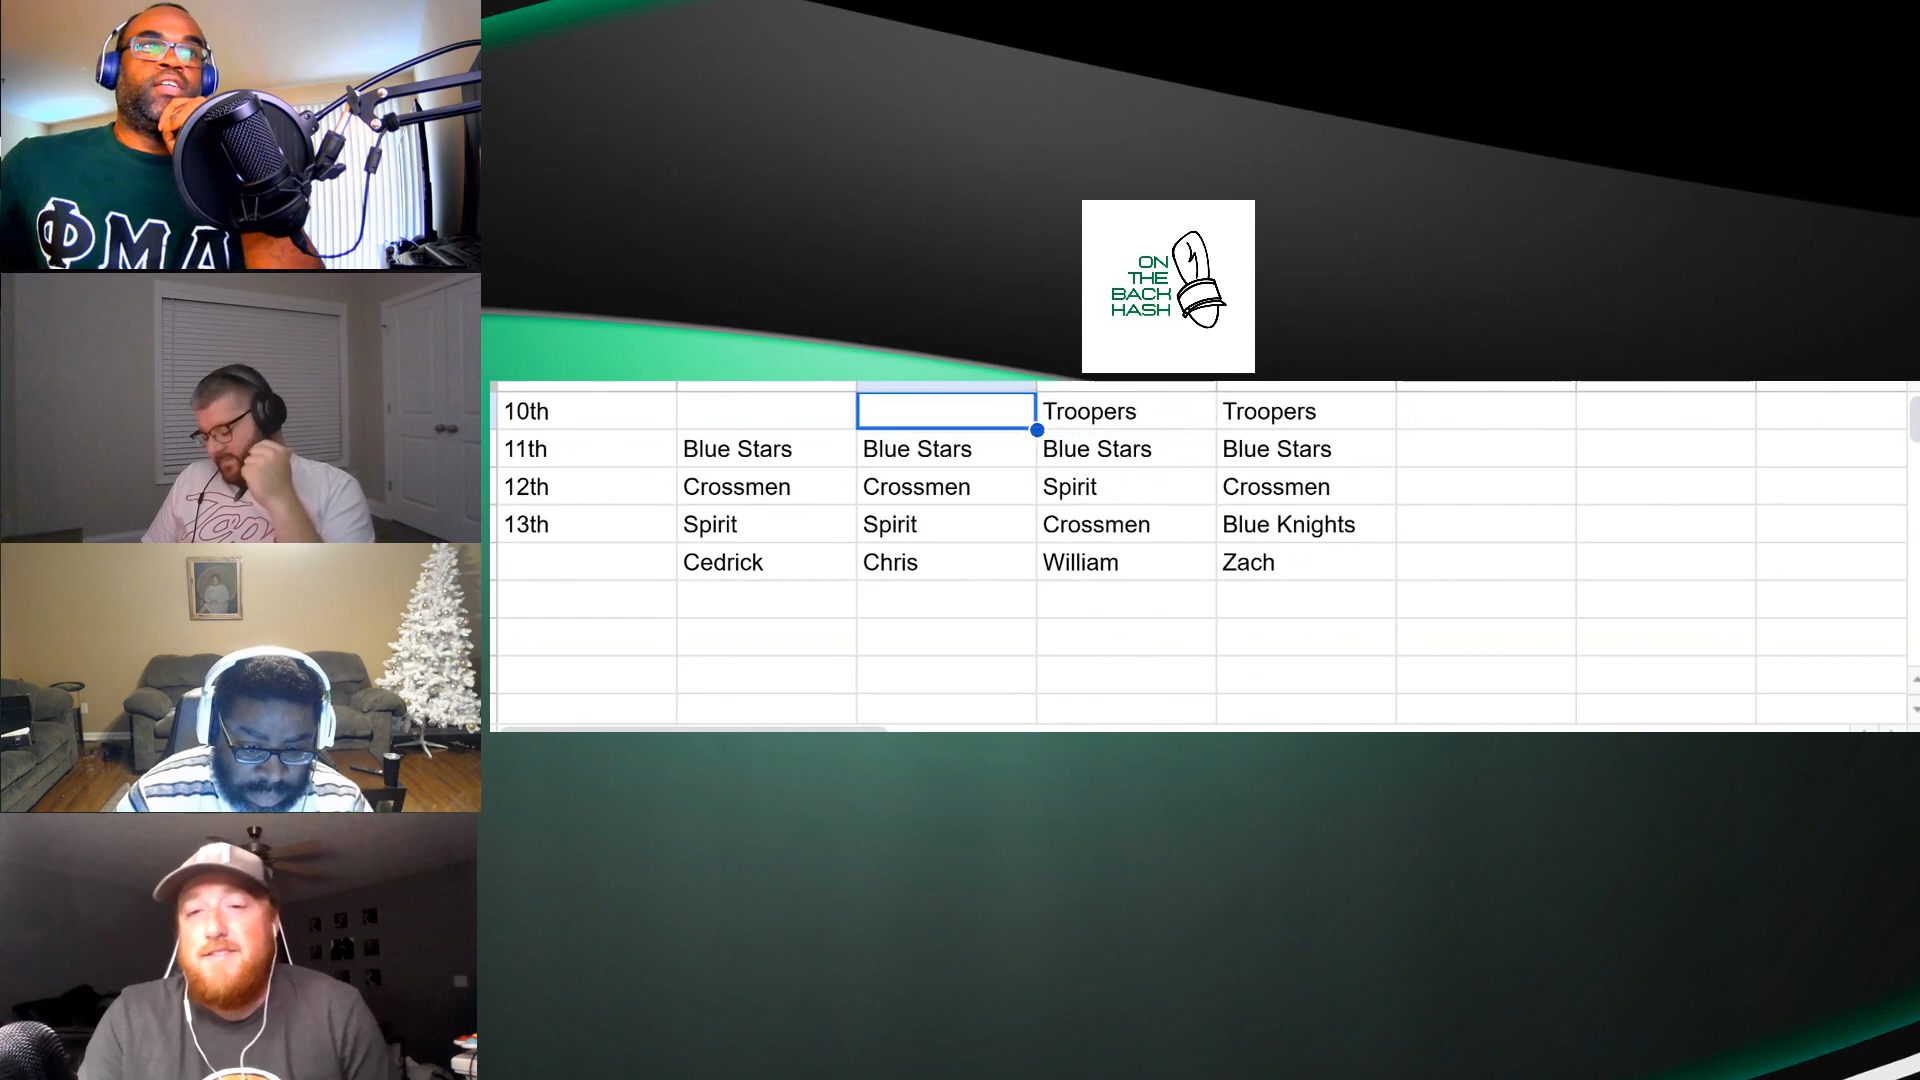 ΦΜΑ
ON
THE
BACK
HASH
10th Troopers Troopers
11th Blue Stars Blue Stars Blue Stars Blue Stars
12th Crossmen Crossmen Spirit Crossmen
13th Spirit Spirit Crossmen Blue Knights
Cedrick Chris William Zach